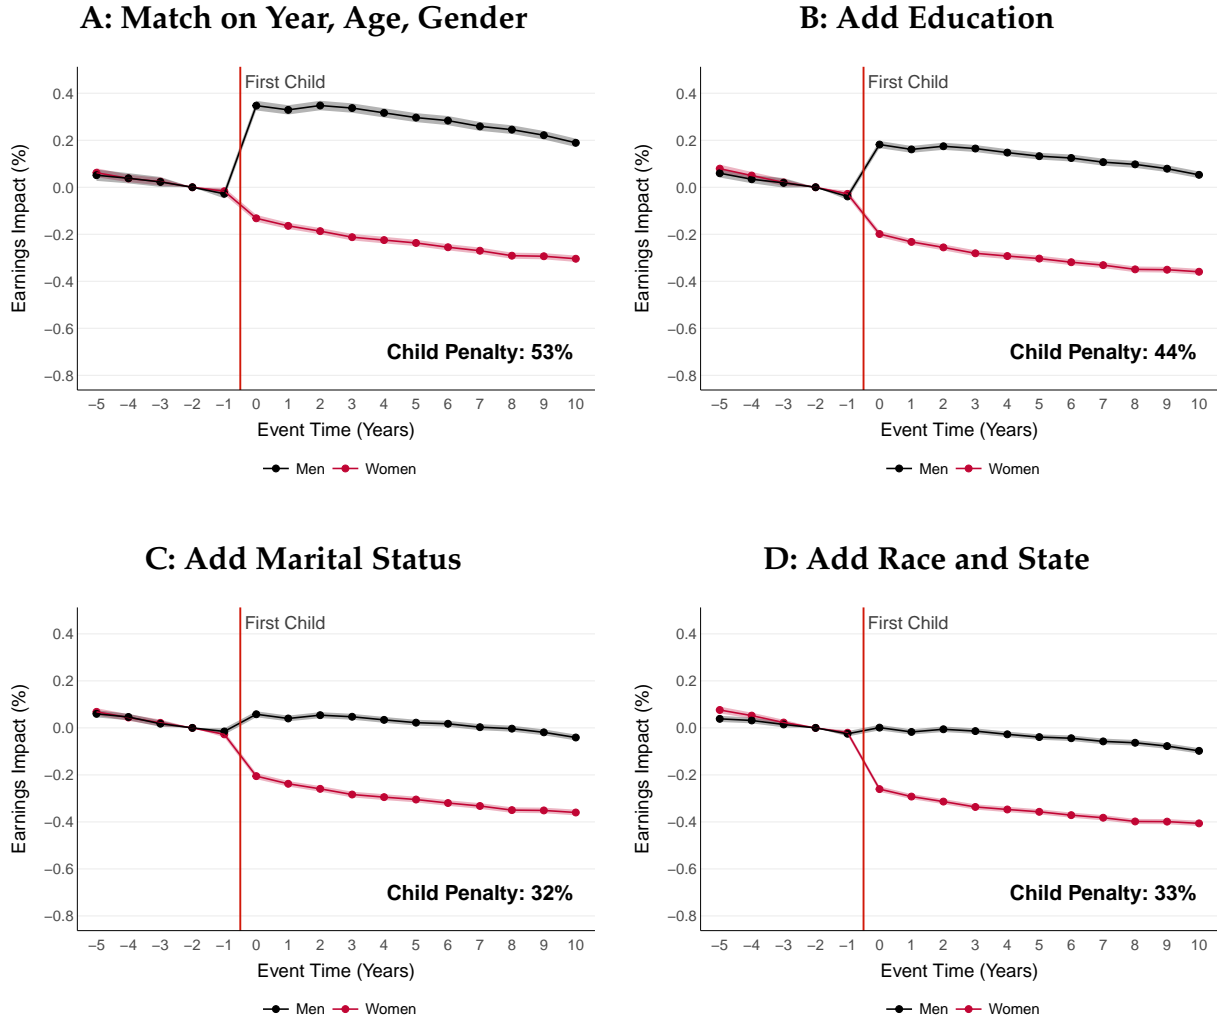 A: Match on Year, Age, Gender
First Child
0.4
0.2
0.0
−0.2
−0.4
−0.6
−0.8
Earnings Impact (%)
Child Penalty: 53%
−5 −4 −3 −2 −1 0 1 2 3 4 5 6 7 8 9 10
Event Time (Years)
Men Women
B: Add Education
First Child
0.4
0.2
0.0
−0.2
−0.4
−0.6
−0.8
Earnings Impact (%)
Child Penalty: 44%
−5 −4 −3 −2 −1 0 1 2 3 4 5 6 7 8 9 10
Event Time (Years)
Men Women
C: Add Marital Status
First Child
0.4
0.2
0.0
−0.2
−0.4
−0.6
−0.8
Earnings Impact (%)
Child Penalty: 32%
−5 −4 −3 −2 −1 0 1 2 3 4 5 6 7 8 9 10
Event Time (Years)
Men Women
D: Add Race and State
First Child
0.4
0.2
0.0
−0.2
−0.4
−0.6
−0.8
Earnings Impact (%)
Child Penalty: 33%
−5 −4 −3 −2 −1 0 1 2 3 4 5 6 7 8 9 10
Event Time (Years)
Men Women